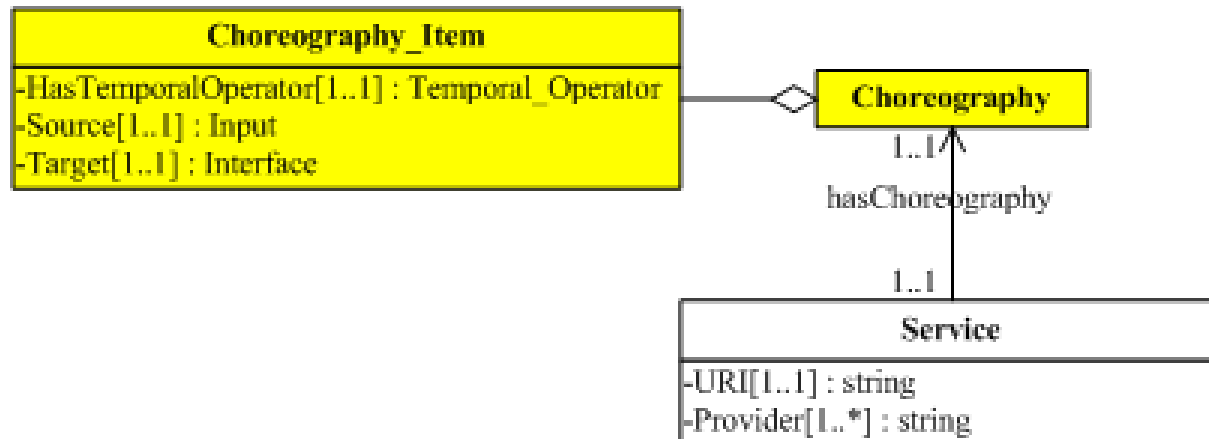 Choreography_Item
-HasTemporalOperator[1..1] : Temporal_Operator
-Source[1..1] : Input
-Target[1..1] : Interface
Choreography
1..1
hasChoreography
1..1
Service
-URI[1..1] : string
-Provider[1..*] : string